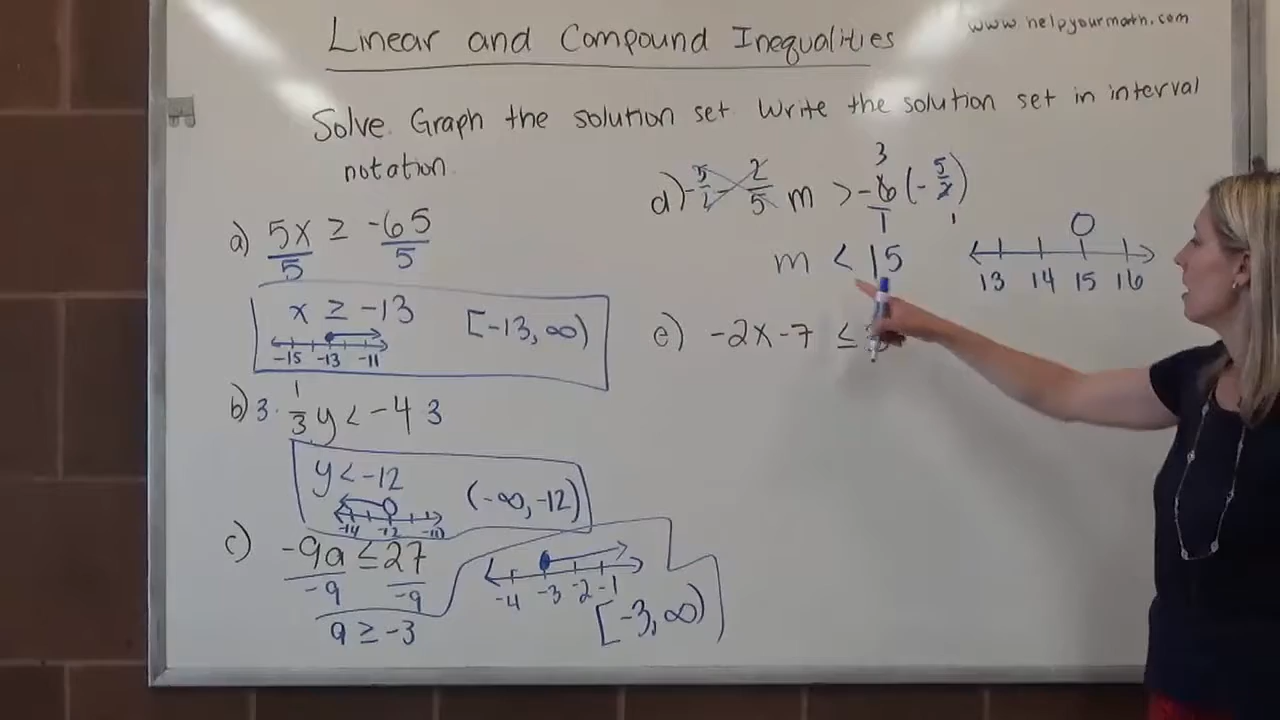 Linear and Compound Inequalities
www.helpyourmath.com
Solve. Graph the solution set. Write the solution set in interval
notation.
a) 5x ≥ -65
5 5
x ≥ -13 [-13, ∞)
-15 -13 -11
b) 3 · 1/3 y < -4 · 3
y < -12 (-∞, -12)
-14 -12 -10
c) -9a ≤ 27
-9 -9
a ≥ -3
-4 -3 -2 -1
[-3, ∞)
d) -5/2 · -2/5 m > -6/1 (-5/2)
3
1
m < 15
13 14 15 16
e) -2x - 7 ≤